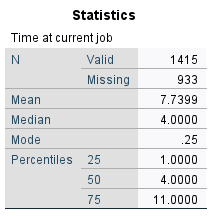 Statistics
Time at current job
N Valid 1415
Missing 933
Mean 7.7399
Median 4.0000
Mode .25
Percentiles 25 1.0000
50 4.0000
75 11.0000